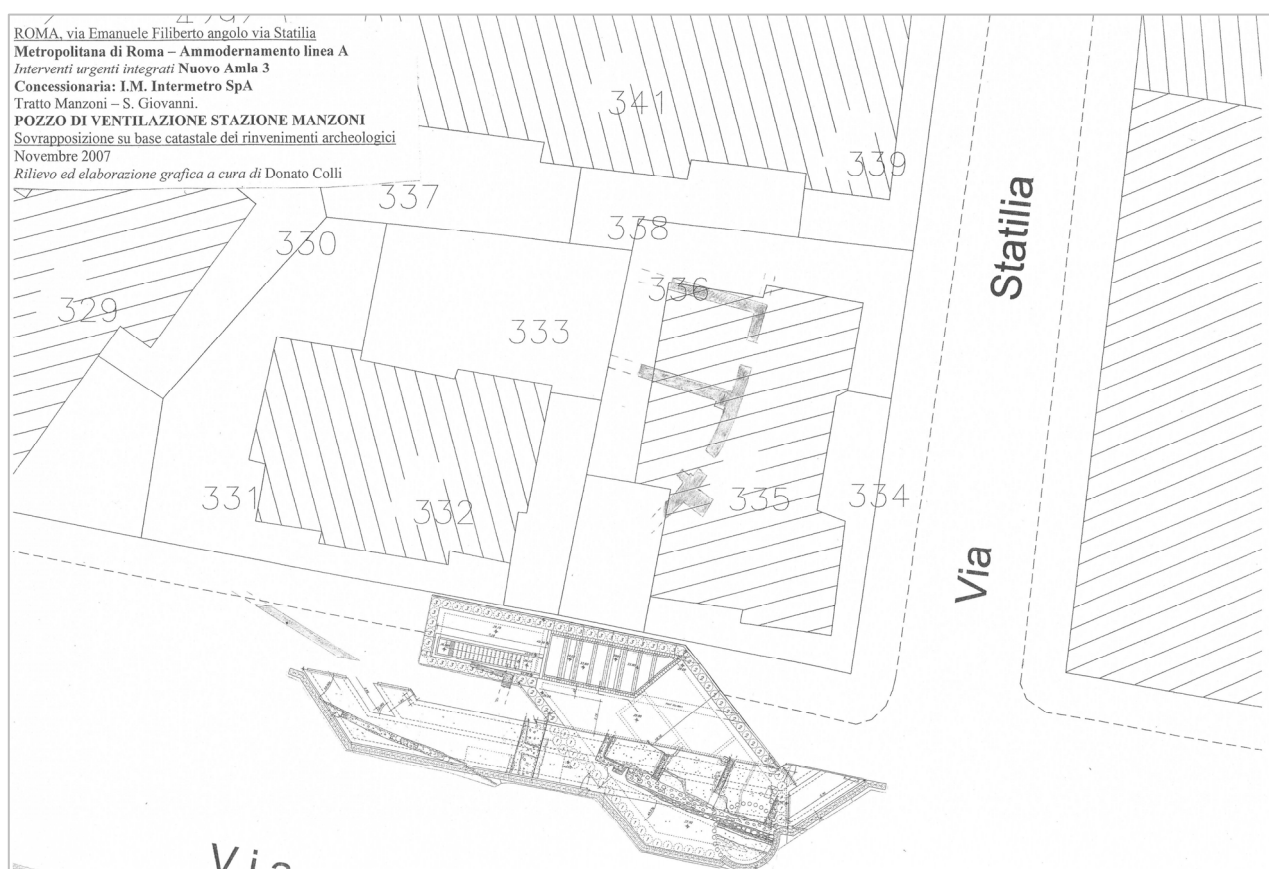 ROMA, via Emanuele Filiberto angolo via Statilia
Metropolitana di Roma – Ammodernamento linea A
Interventi urgenti integrati Nuovo Amla 3
Concessionaria: I.M. Intermetro SpA
Tratto Manzoni – S. Giovanni.
POZZO DI VENTILAZIONE STAZIONE MANZONI
Sovrapposizione su base catastale dei rinvenimenti archeologici
Novembre 2007
Rilievo ed elaborazione grafica a cura di Donato Colli
341
339
337
338
330
336
329
333
331
332
335
334
Via Statilia
Via